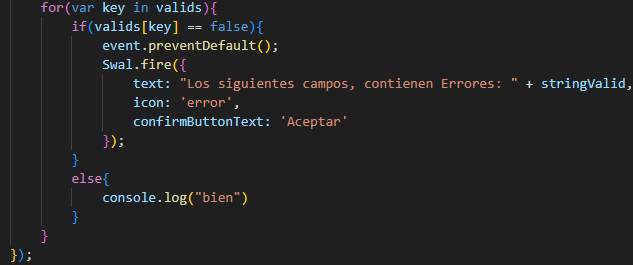 for(var key in valids){
if(valids[key] == false){
event.preventDefault();
Swal.fire({
text: "Los siguientes campos, contienen Errores: " + stringValid,
icon: 'error',
confirmButtonText: 'Aceptar'
});
}
else{
console.log("bien")
}
}
});